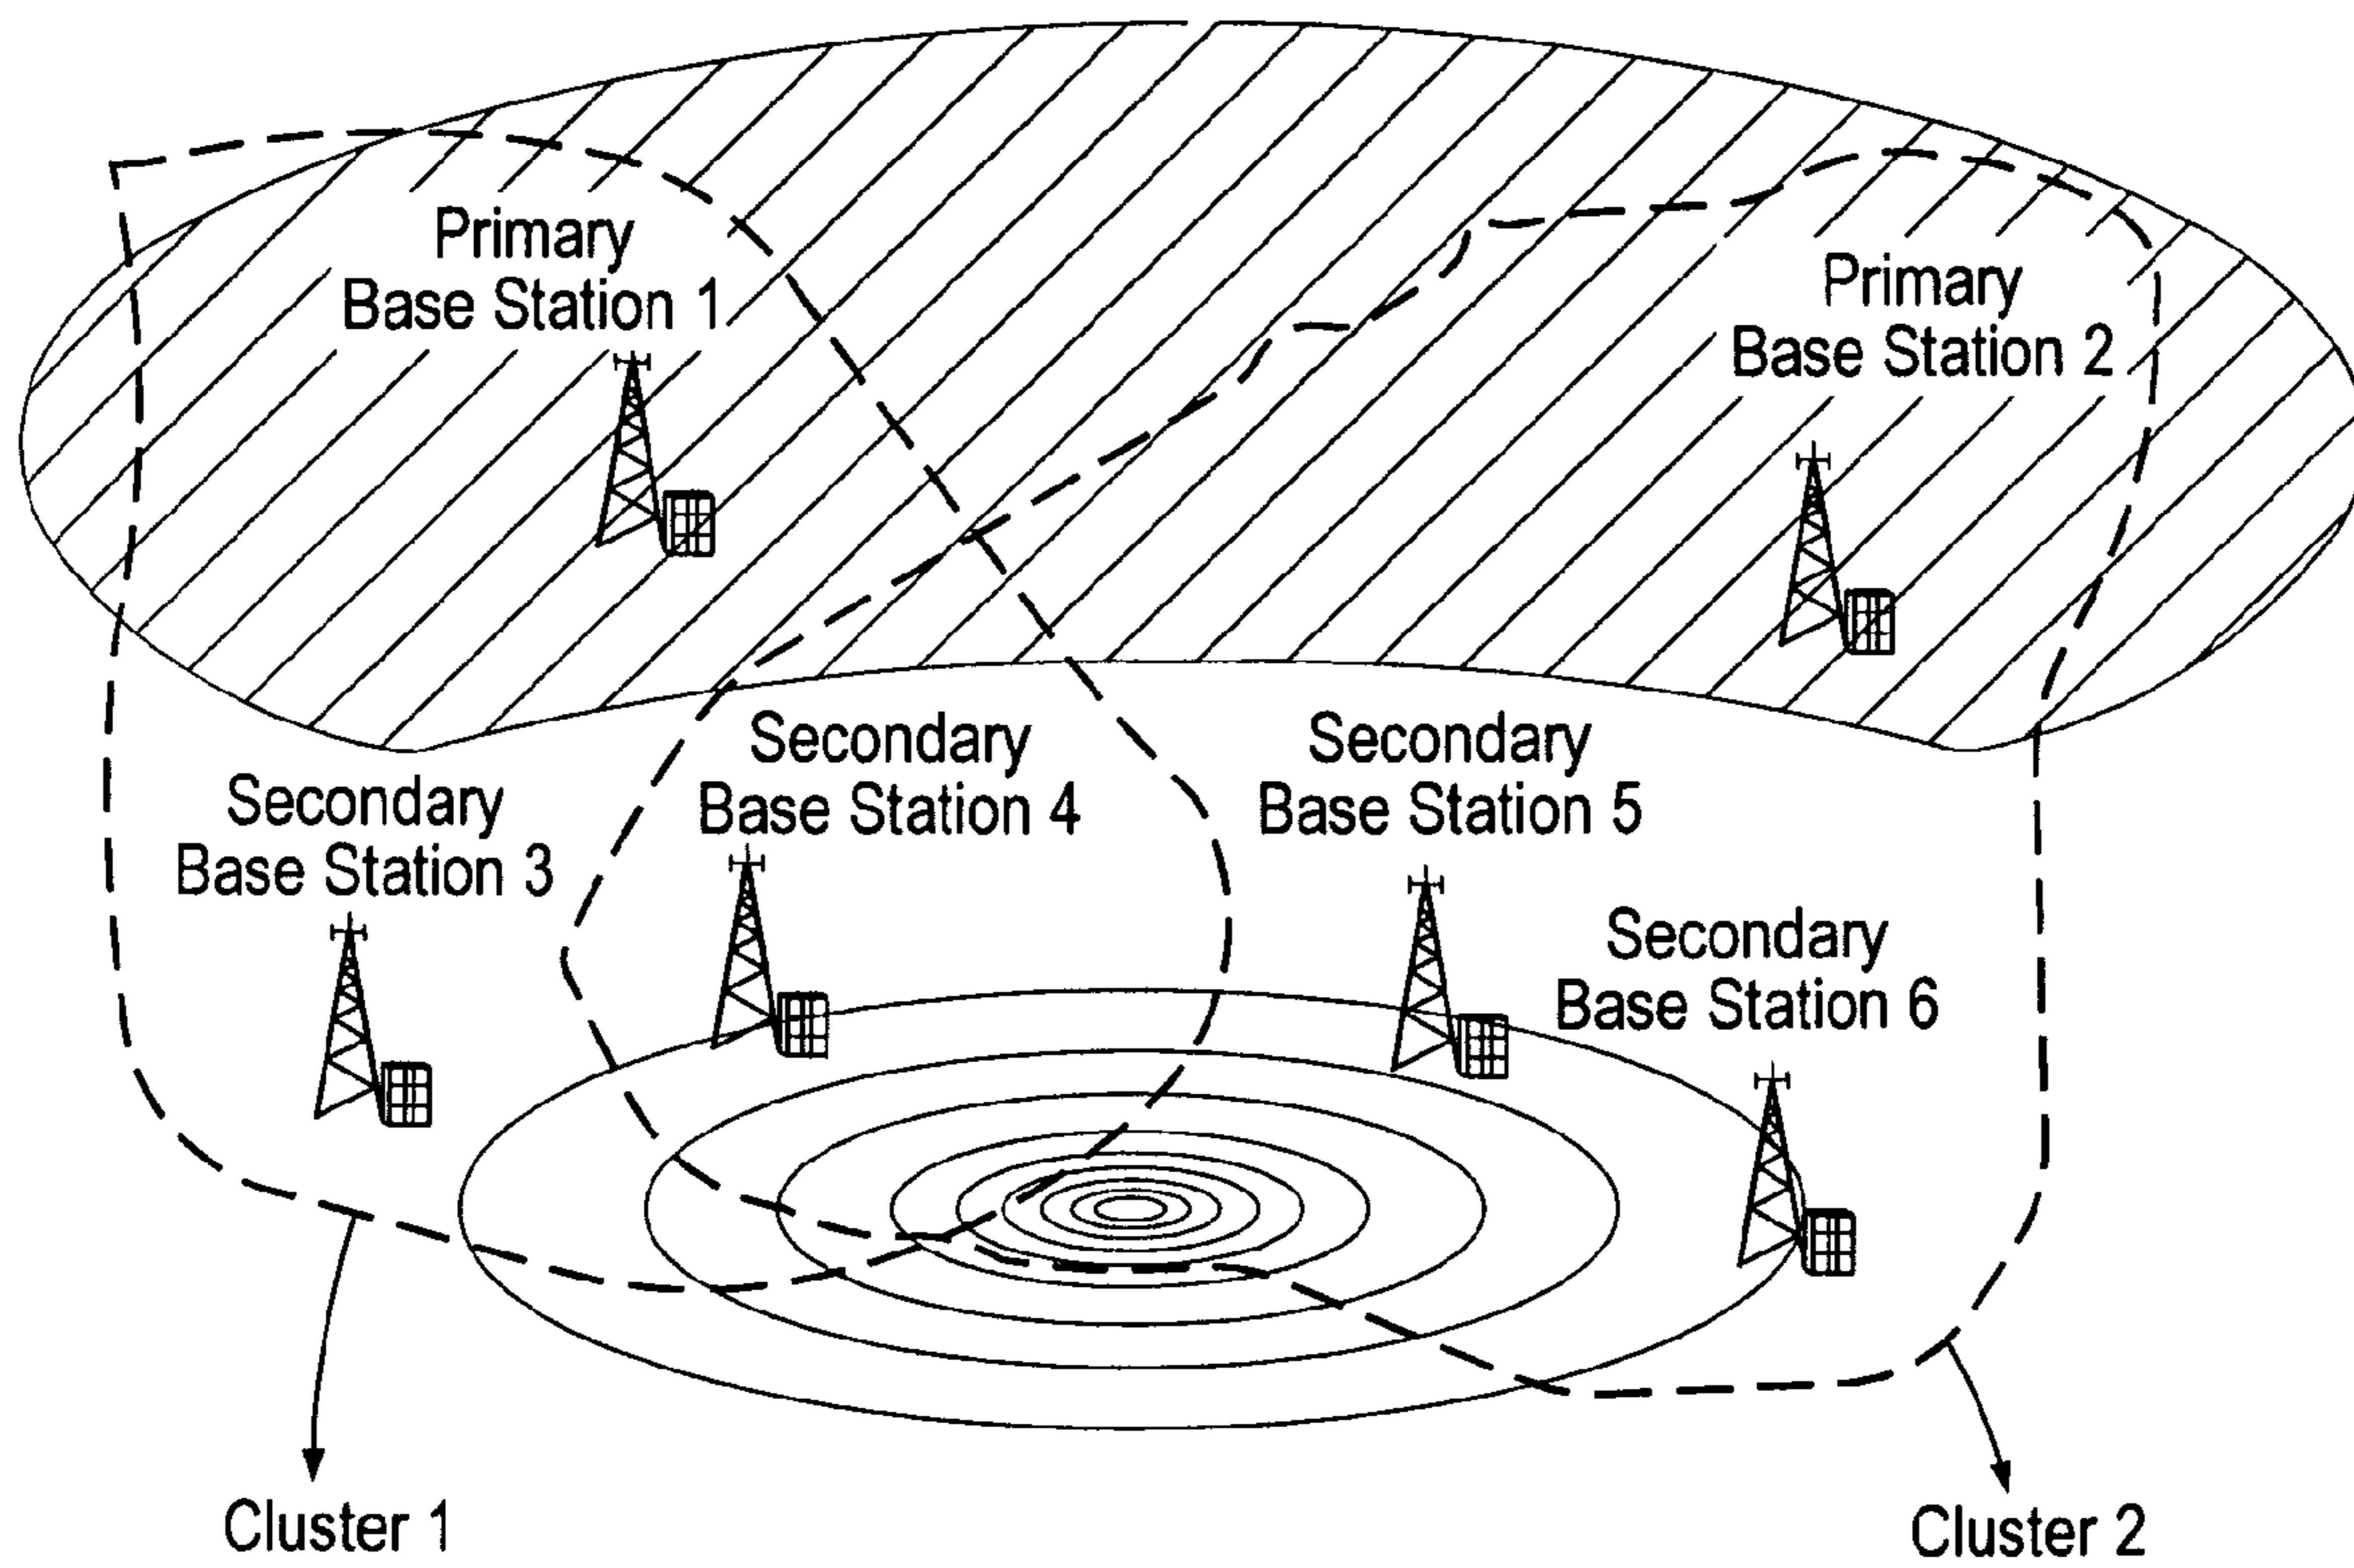 Primary
Base Station 1
Primary
Base Station 2
Secondary
Base Station 3
Secondary
Base Station 4
Secondary
Base Station 5
Secondary
Base Station 6
Cluster 1
Cluster 2